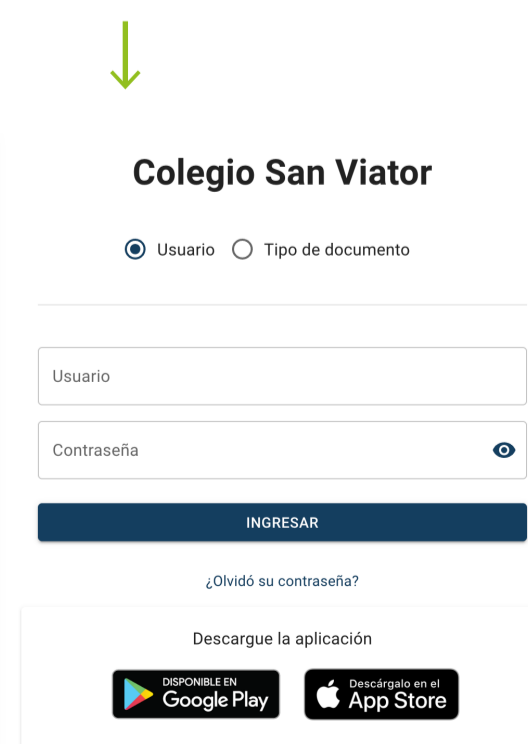 Colegio San Viator
Usuario Tipo de documento
Usuario
Contraseña
INGRESAR
¿Olvidó su contraseña?
Descargue la aplicación
DISPONIBLE EN
Google Play
Descárgalo en el
App Store